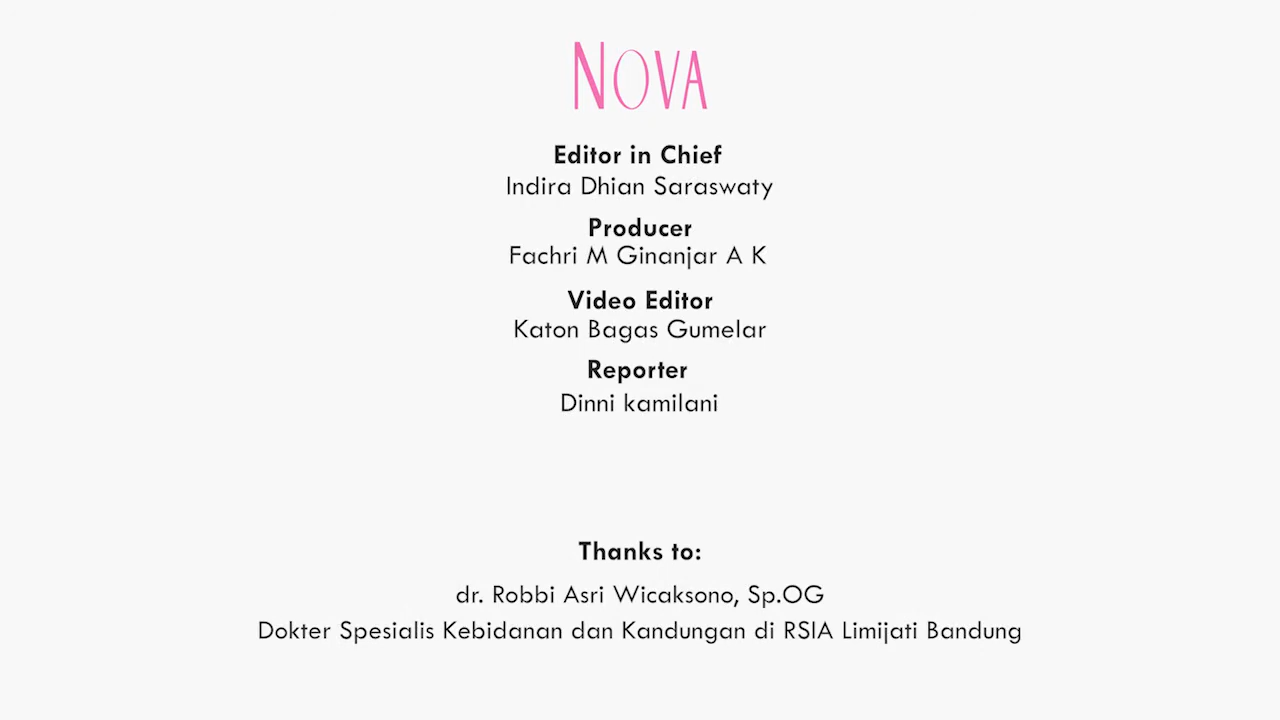 NOVA
Editor in Chief
Indira Dhian Saraswaty
Producer
Fachri M Ginanjar A K
Video Editor
Katon Bagas Gumelar
Reporter
Dinni kamilani
Thanks to:
dr. Robbi Asri Wicaksono, Sp.OG
Dokter Spesialis Kebidanan dan Kandungan di RSIA Limijati Bandung